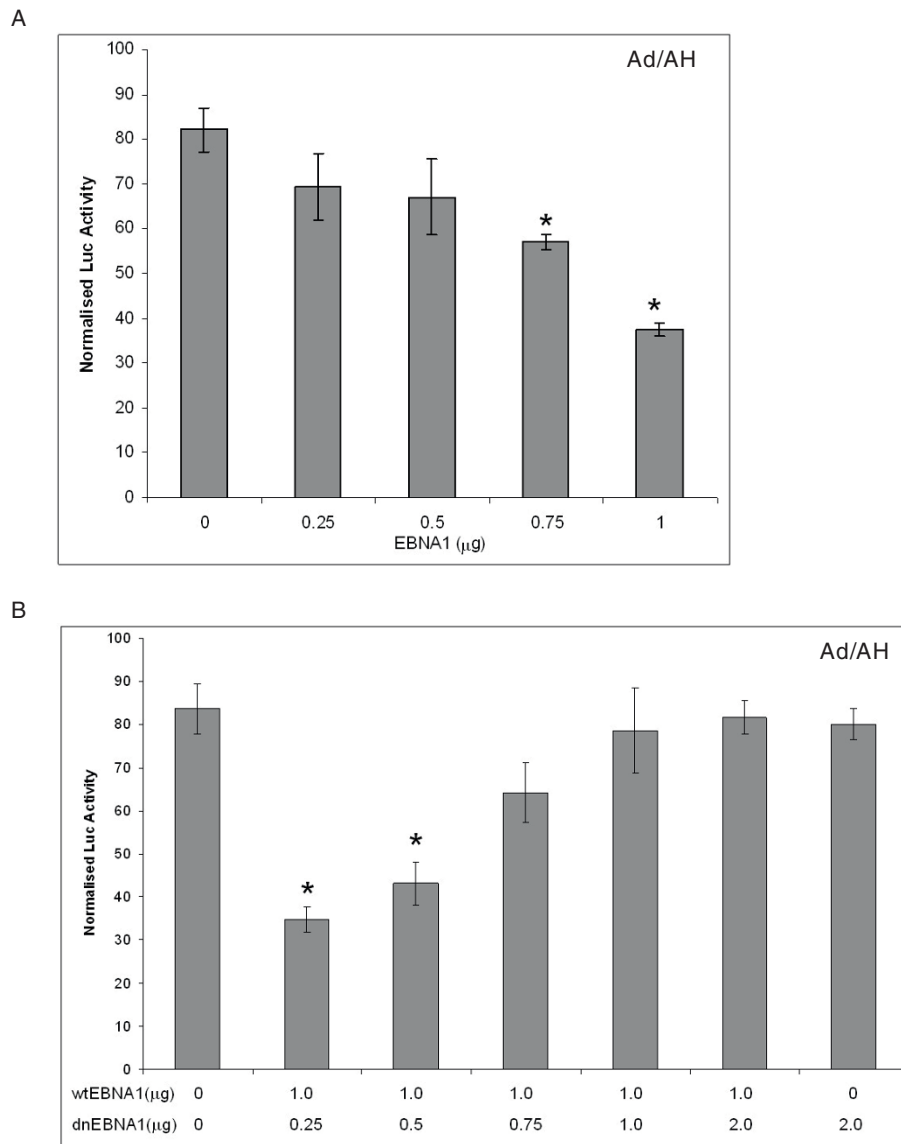 A
Ad/AH
100
90
80
70
60
50
40
30
20
10
0
Normalised Luc Activity
*
*
0 0.25 0.5 0.75 1
EBNA1 (μg)
B
Ad/AH
100
90
80
70
60
50
40
30
20
10
0
Normalised Luc Activity
*
*
wtEBNA1(μg) 0 1.0 1.0 1.0 1.0 1.0 0
dnEBNA1(μg) 0 0.25 0.5 0.75 1.0 2.0 2.0